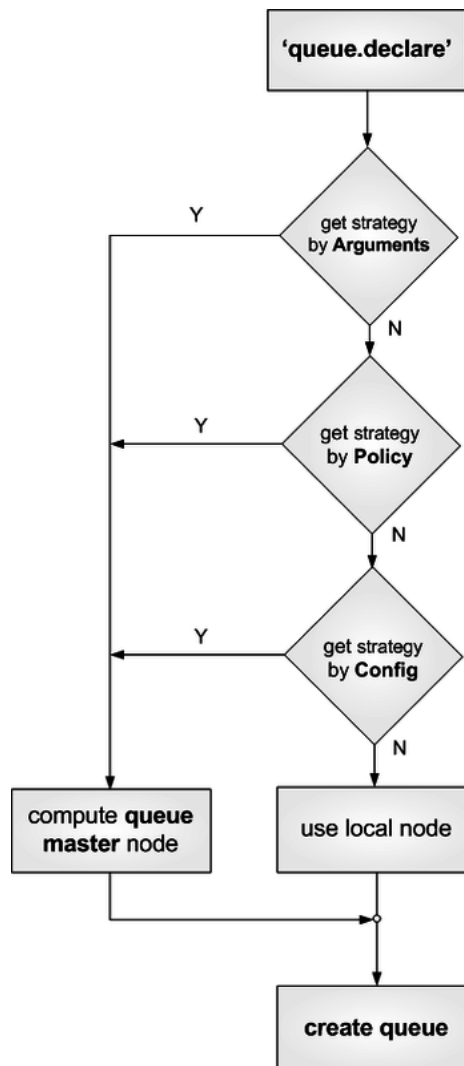 ‘queue.declare’
get strategy
by Arguments
Y
N
get strategy
by Policy
Y
N
get strategy
by Config
Y
N
compute queue
master node
use local node
create queue